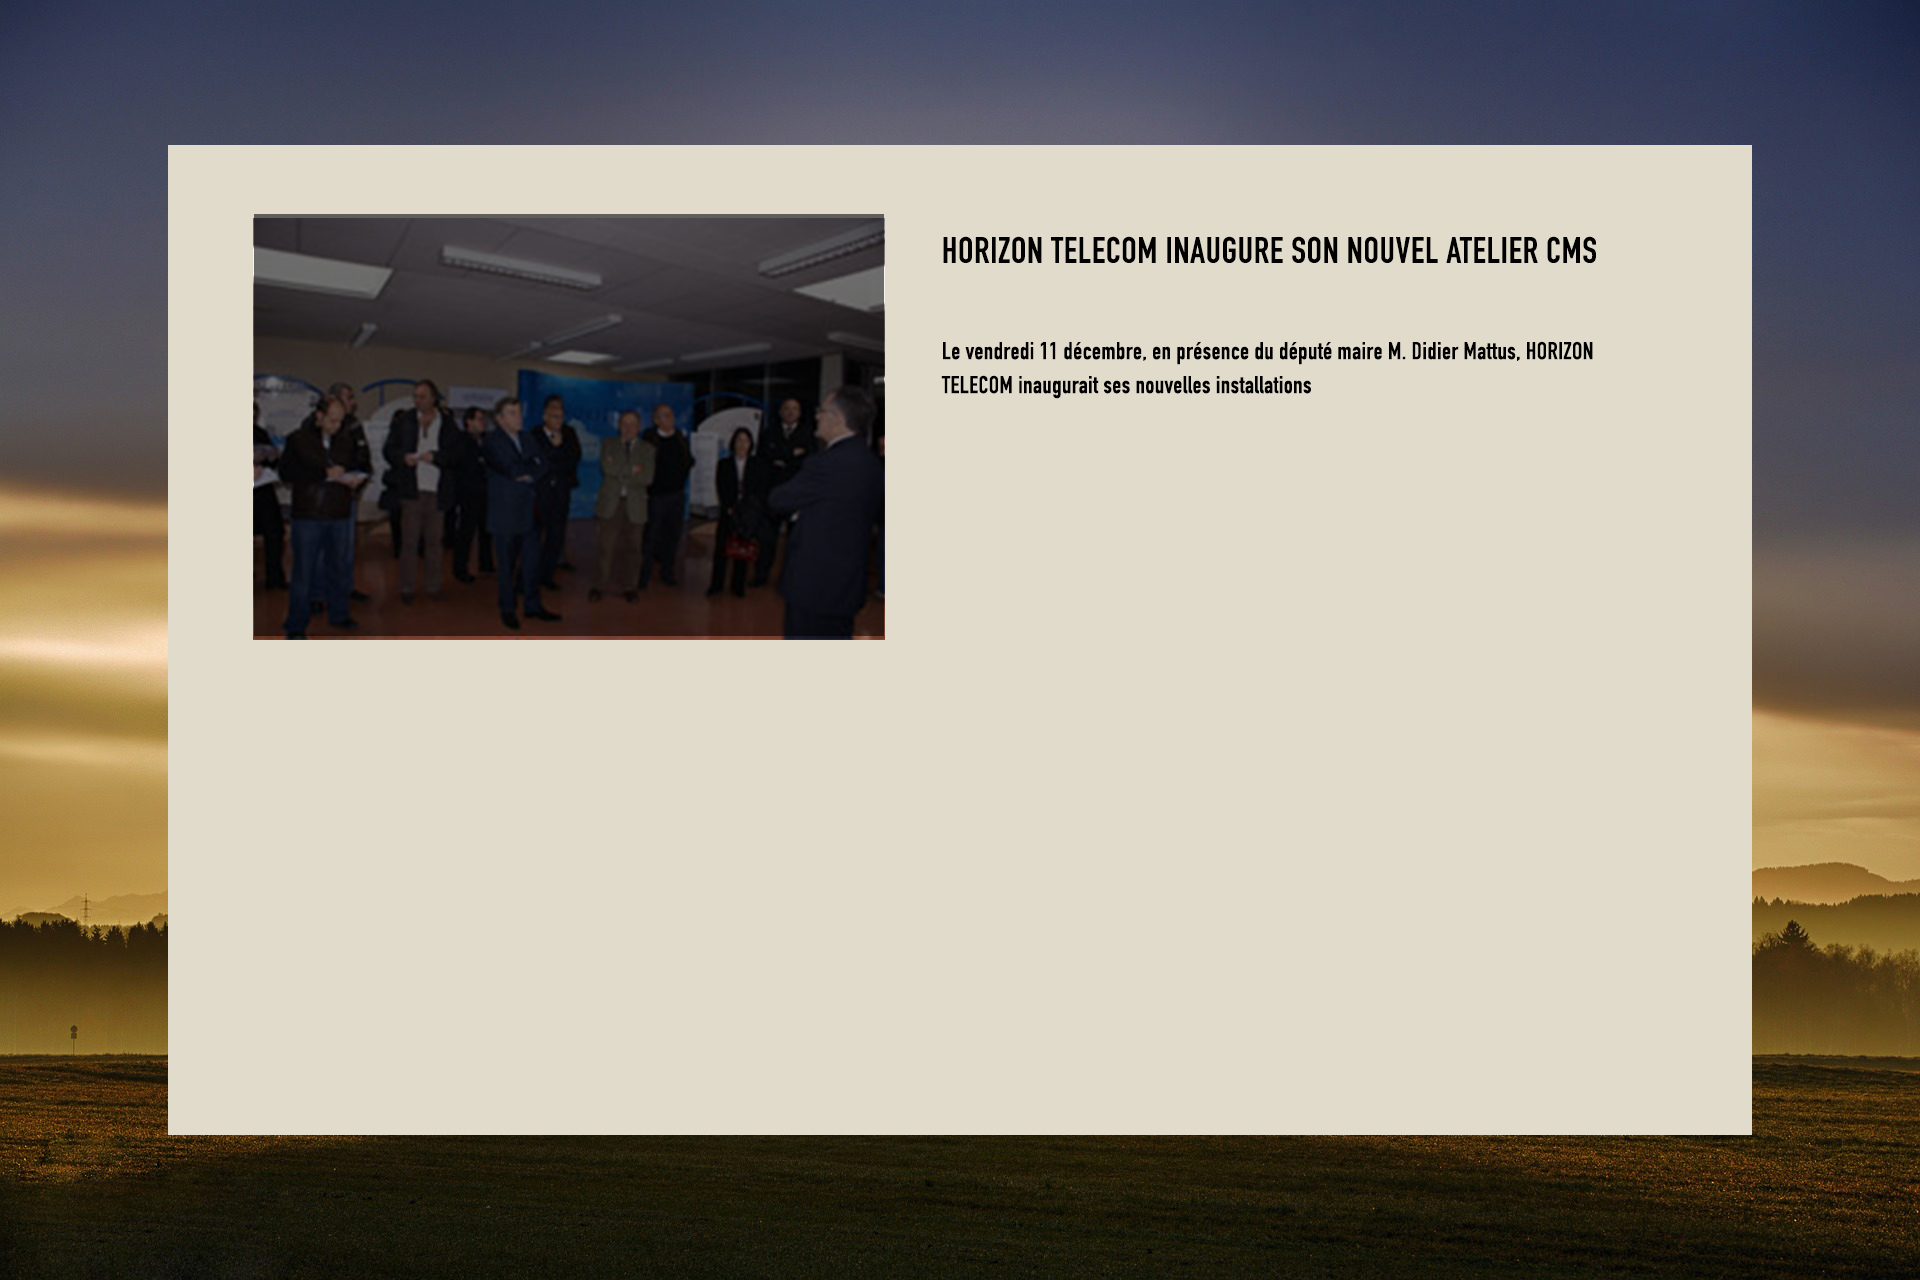 HORIZON TELECOM INAUGURE SON NOUVEL ATELIER CMS
Le vendredi 11 décembre, en présence du député maire M. Didier Mattus, HORIZON
TELECOM inaugurait ses nouvelles installations